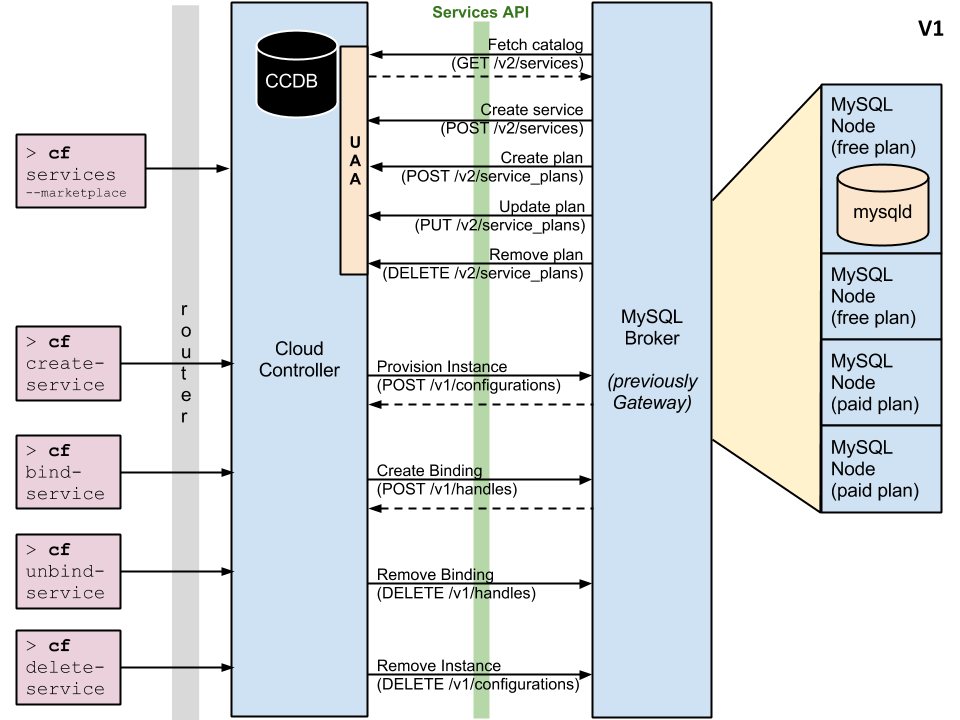 Services API
V1
CCDB
U
A
A
Fetch catalog
(GET /v2/services)
Create service
(POST /v2/services)
Create plan
(POST /v2/service_plans)
Update plan
(PUT /v2/service_plans)
Remove plan
(DELETE /v2/service_plans)
> cf
services
--marketplace
> cf
create-
service
> cf
bind-
service
> cf
unbind-
service
> cf
delete-
service
r
o
u
t
e
r
Cloud
Controller
Provision Instance
(POST /v1/configurations)
Create Binding
(POST /v1/handles)
Remove Binding
(DELETE /v1/handles)
Remove Instance
(DELETE /v1/configurations)
MySQL
Broker
(previously
Gateway)
MySQL
Node
(free plan)
mysqld
MySQL
Node
(free plan)
MySQL
Node
(paid plan)
MySQL
Node
(paid plan)